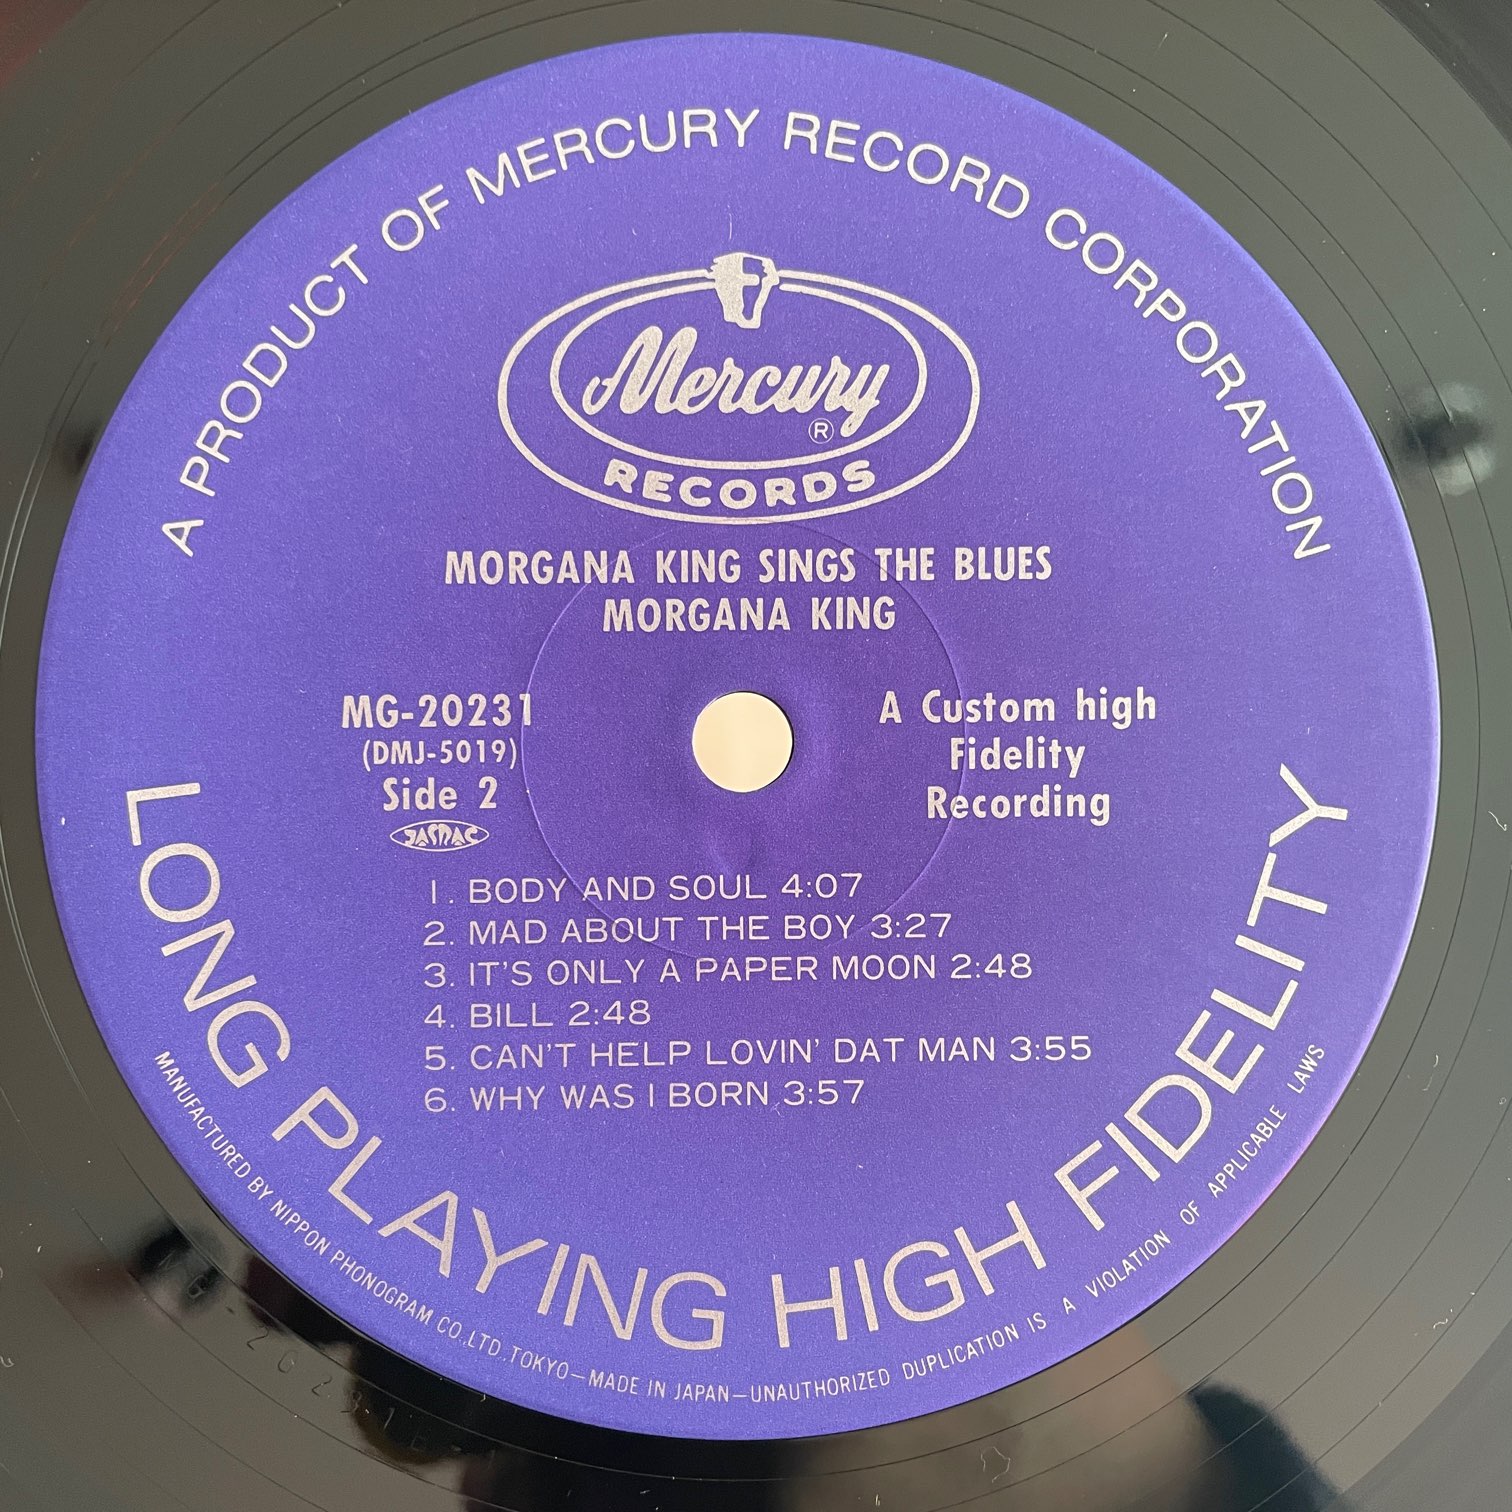 A PRODUCT OF MERCURY RECORD CORPORATION
Mercury
®
RECORDS
MORGANA KING SINGS THE BLUES
MORGANA KING
MG-20231
(DMJ-5019)
Side 2
JASRAC
A Custom high
Fidelity
Recording
1. BODY AND SOUL 4:07
2. MAD ABOUT THE BOY 3:27
3. IT'S ONLY A PAPER MOON 2:48
4. BILL 2:48
5. CAN'T HELP LOVIN' DAT MAN 3:55
6. WHY WAS I BORN 3:57
LONG PLAYING HIGH FIDELITY
MANUFACTURED BY NIPPON PHONOGRAM CO.,LTD.,TOKYO—MADE IN JAPAN—UNAUTHORIZED DUPLICATION IS A VIOLATION OF APPLICABLE LAWS